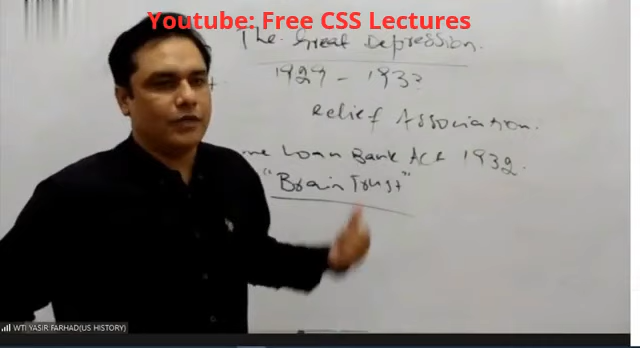 Youtube: Free CSS Lectures
The Great Depression.
1929 - 1933
Relief Association.
me Loan Bank Act 1932.
"Brain Trust"
WTI YASIR FARHAD(US HISTORY)